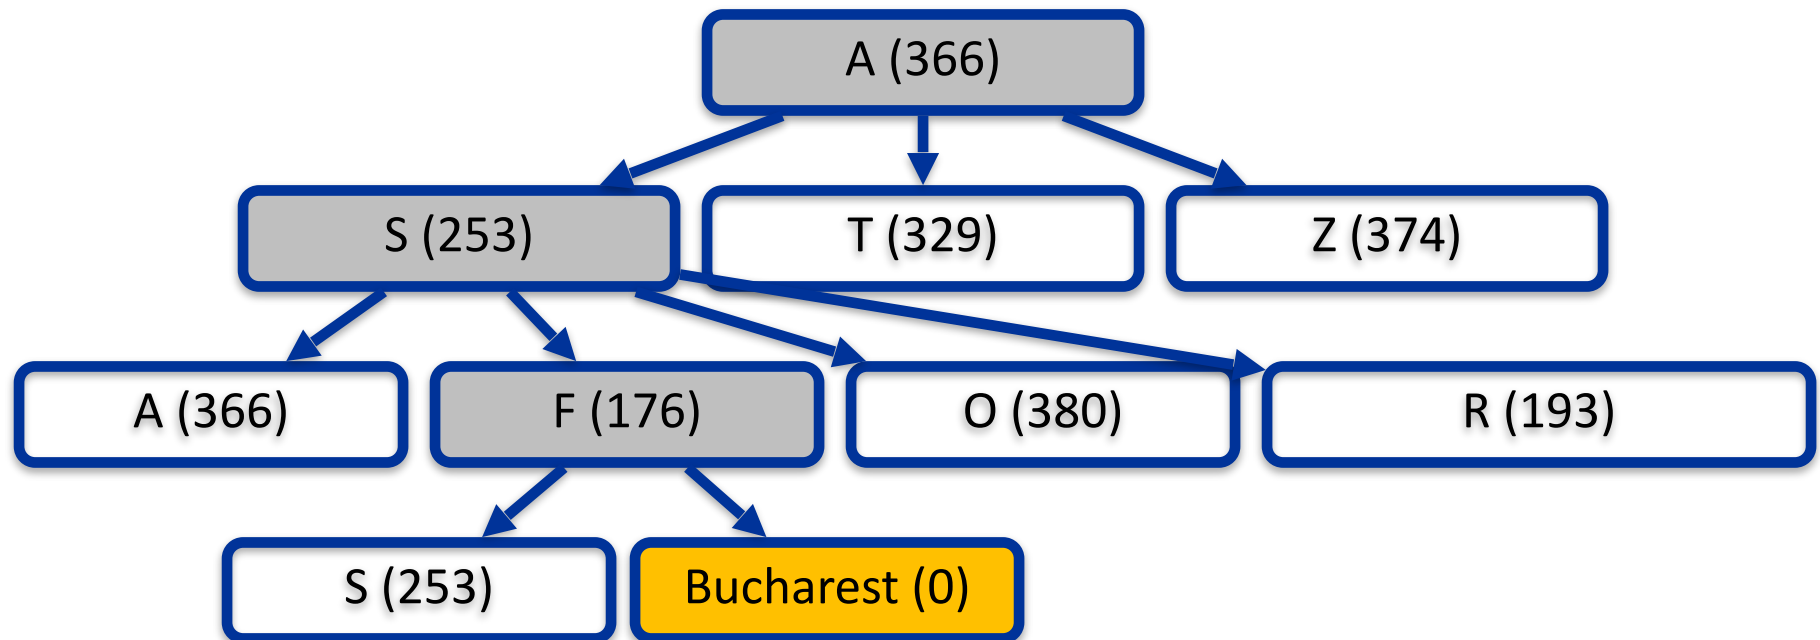 A (366)
S (253)
T (329)
Z (374)
A (366)
F (176)
O (380)
R (193)
S (253)
Bucharest (0)